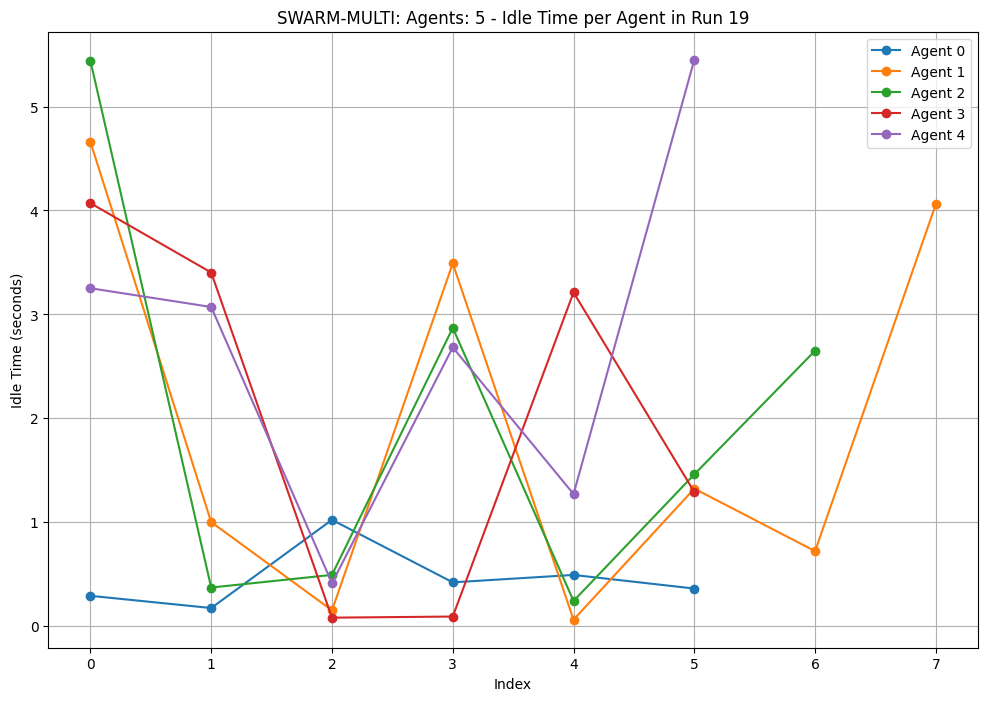 SWARM-MULTI: Agents: 5 - Idle Time per Agent in Run 19
Agent 0
Agent 1
Agent 2
Agent 3
Agent 4
Idle Time (seconds)
5
4
3
2
1
0
0 1 2 3 4 5 6 7
Index